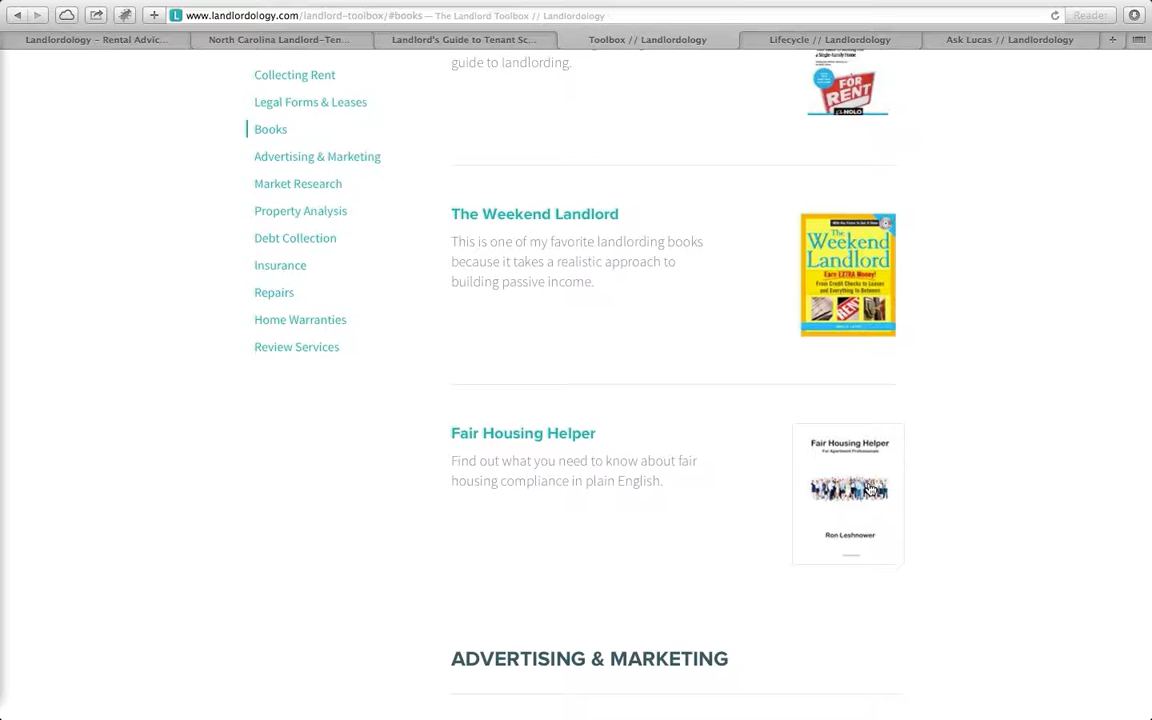 www.landlordology.com/landlord-toolbox/#books — The Landlord Toolbox // Landlordology
Reader
Landlordology - Rental Advic...
North Carolina Landlord-Ten...
Landlord's Guide to Tenant Sc...
Toolbox // Landlordology
Lifecycle // Landlordology
Ask Lucas // Landlordology
Collecting Rent
Legal Forms & Leases
Books
Advertising & Marketing
Market Research
Property Analysis
Debt Collection
Insurance
Repairs
Home Warranties
Review Services
guide to landlording.
a Single-Family Home
FOR
RENT
NOLO
The Weekend Landlord
This is one of my favorite landlording books
because it takes a realistic approach to
building passive income.
The
Weekend
Landlord
Earn EXTRA Money!
From Credit Checks to Leases
and Everything In Between
RENT
Fair Housing Helper
Find out what you need to know about fair
housing compliance in plain English.
Fair Housing Helper
For Apartment Professionals
Ron Leshnower
ADVERTISING & MARKETING